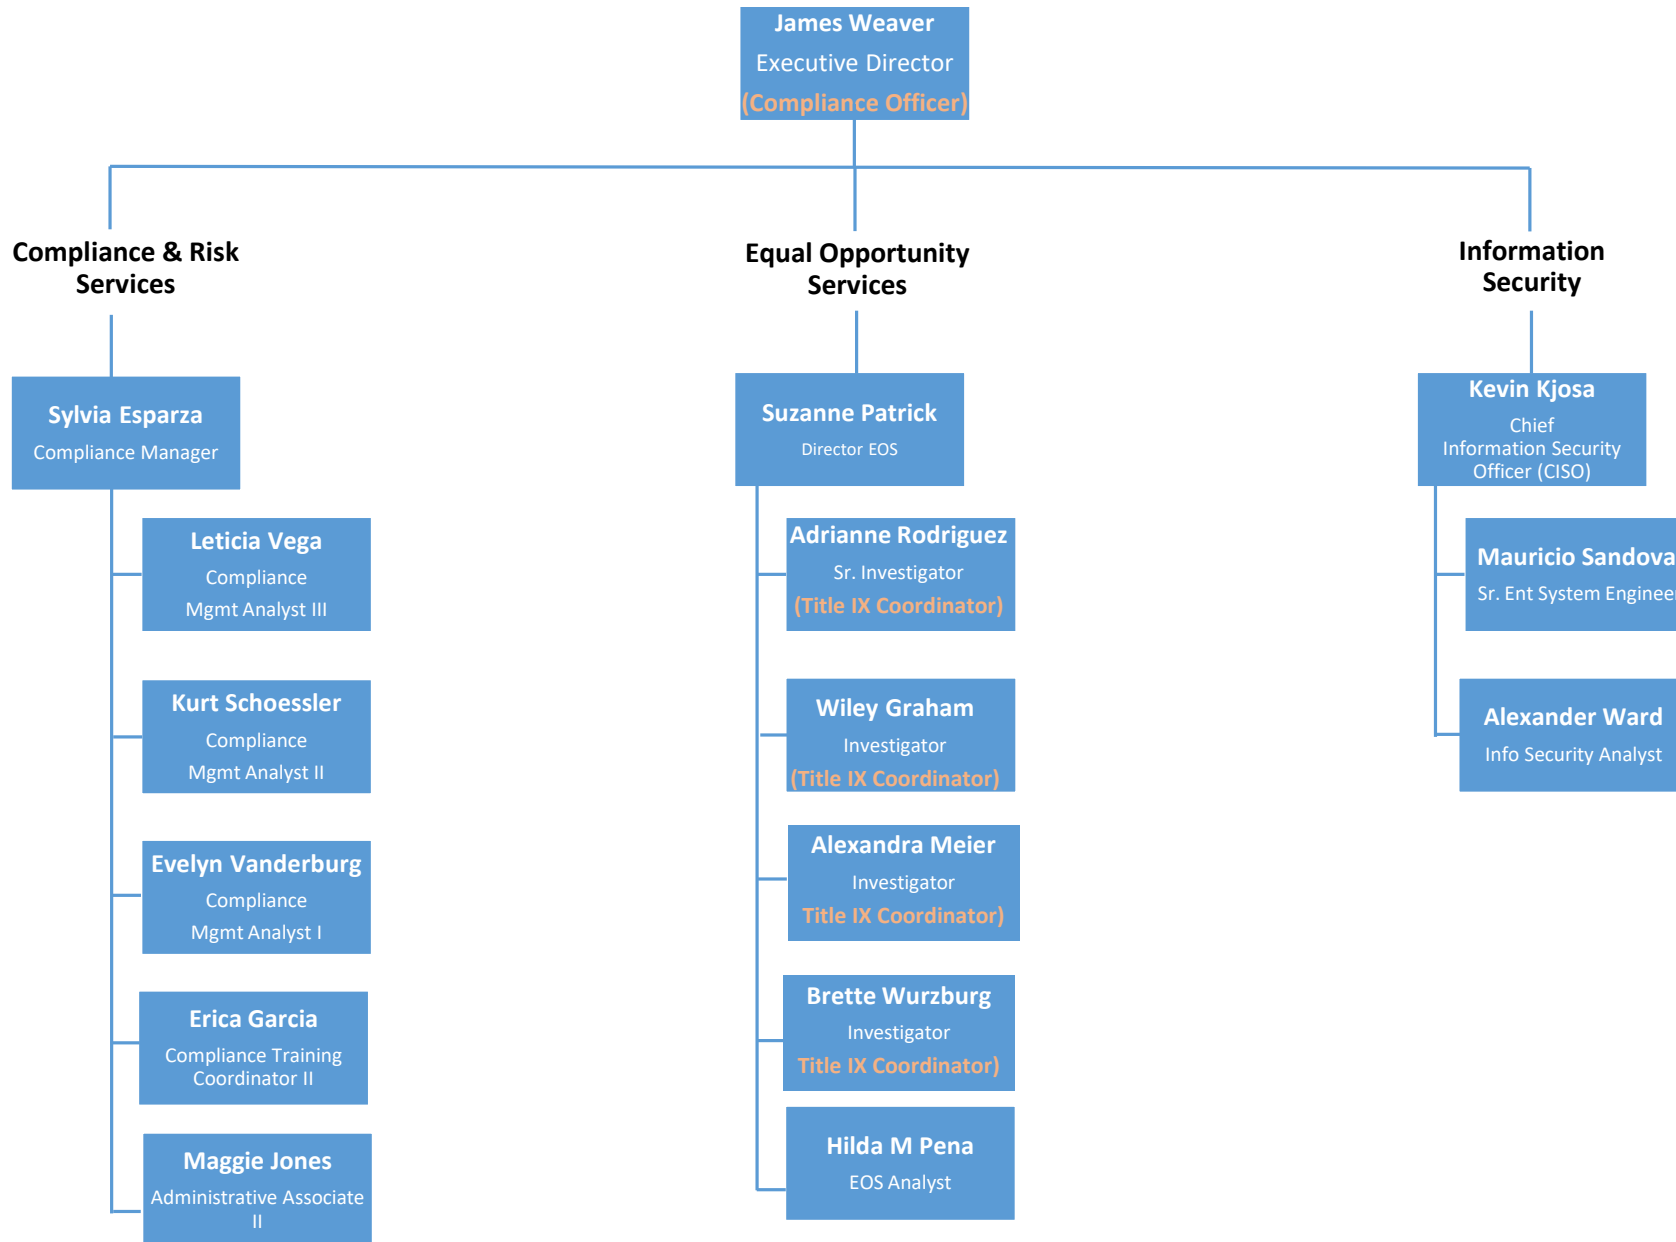 James Weaver
Executive Director
(Compliance Officer)
Compliance & Risk
Services
Sylvia Esparza
Compliance Manager
Leticia Vega
Compliance
Mgmt Analyst III
Kurt Schoessler
Compliance
Mgmt Analyst II
Evelyn Vanderburg
Compliance
Mgmt Analyst I
Erica Garcia
Compliance Training
Coordinator II
Maggie Jones
Administrative Associate
II
Equal Opportunity
Services
Suzanne Patrick
Director EOS
Adrianne Rodriguez
Sr. Investigator
(Title IX Coordinator)
Wiley Graham
Investigator
(Title IX Coordinator)
Alexandra Meier
Investigator
Title IX Coordinator)
Brette Wurzburg
Investigator
Title IX Coordinator)
Hilda M Pena
EOS Analyst
Information
Security
Kevin Kjosa
Chief
Information Security
Officer (CISO)
Mauricio Sandova
Sr. Ent System Engineer
Alexander Ward
Info Security Analyst